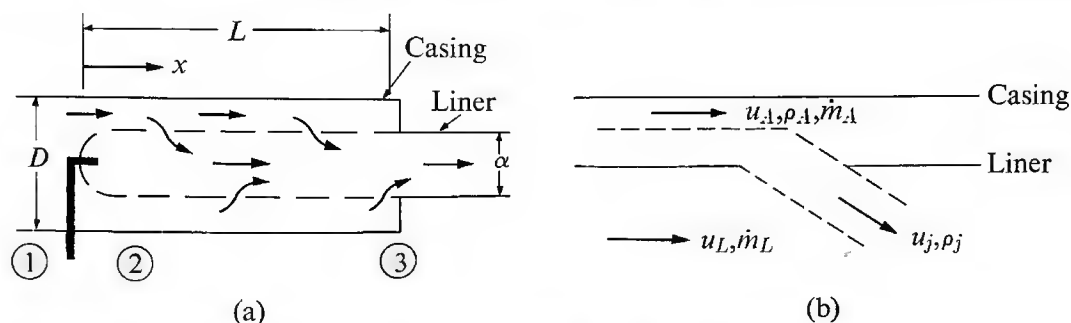 L
Casing
x
Liner
D
α
1
2
3
(a)
u_A,ρ_A,ṁ_A
Casing
Liner
u_L,ṁ_L
u_j,ρ_j
(b)